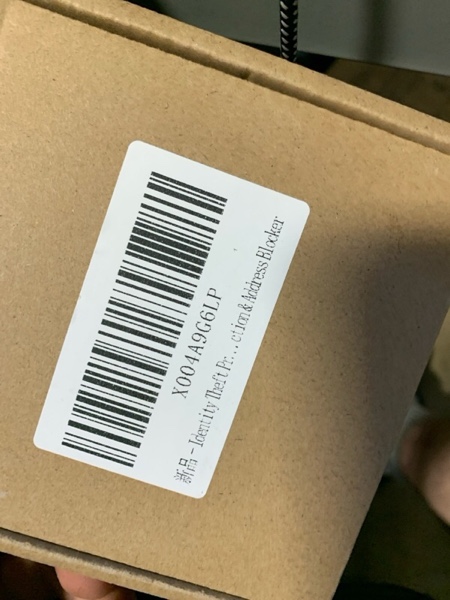 X004A9G6LP
新品 - Identity Theft Pr...ction & Address Blocker